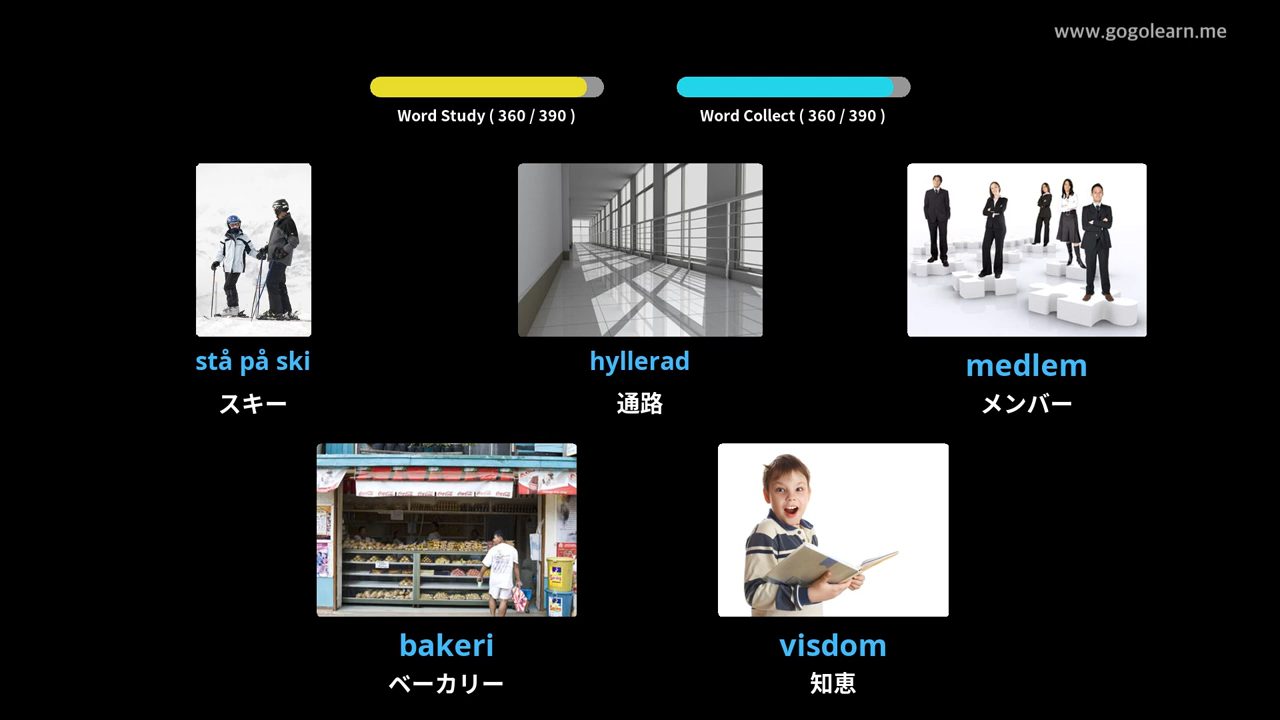 www.gogolearn.me
Word Study ( 360 / 390 )
Word Collect ( 360 / 390 )
stå på ski
hyllerad
medlem
スキー
通路
メンバー
bakeri
visdom
ベーカリー
知恵